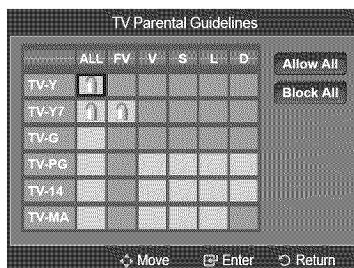 TV Parental Guidelines
ALL FV V S L D
Allow All
TV-Y
Block All
TV-Y7
TV-G
TV-PG
TV-14
TV-MA
Move Enter Return